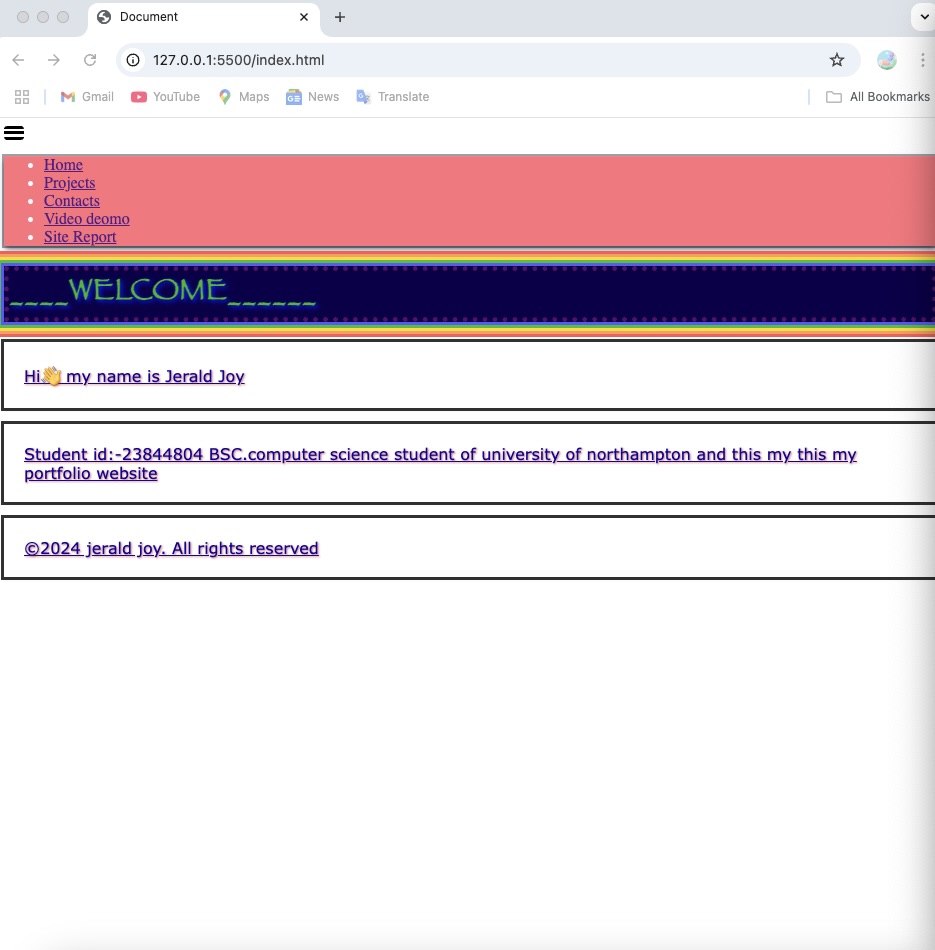 Document
127.0.0.1:5500/index.html
Gmail YouTube Maps News Translate All Bookmarks
Home
Projects
Contacts
Video deomo
Site Report
____WELCOME______
Hi👋 my name is Jerald Joy
Student id:-23844804 BSC.computer science student of university of northampton and this my this my
portfolio website
©2024 jerald joy. All rights reserved